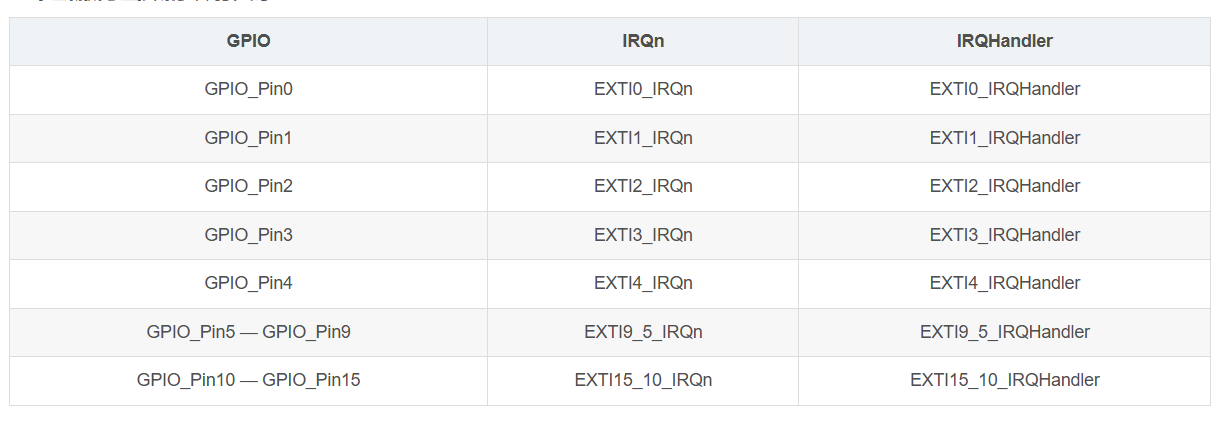 GPIO IRQn IRQHandler
GPIO_Pin0 EXTI0_IRQn EXTI0_IRQHandler
GPIO_Pin1 EXTI1_IRQn EXTI1_IRQHandler
GPIO_Pin2 EXTI2_IRQn EXTI2_IRQHandler
GPIO_Pin3 EXTI3_IRQn EXTI3_IRQHandler
GPIO_Pin4 EXTI4_IRQn EXTI4_IRQHandler
GPIO_Pin5 — GPIO_Pin9 EXTI9_5_IRQn EXTI9_5_IRQHandler
GPIO_Pin10 — GPIO_Pin15 EXTI15_10_IRQn EXTI15_10_IRQHandler